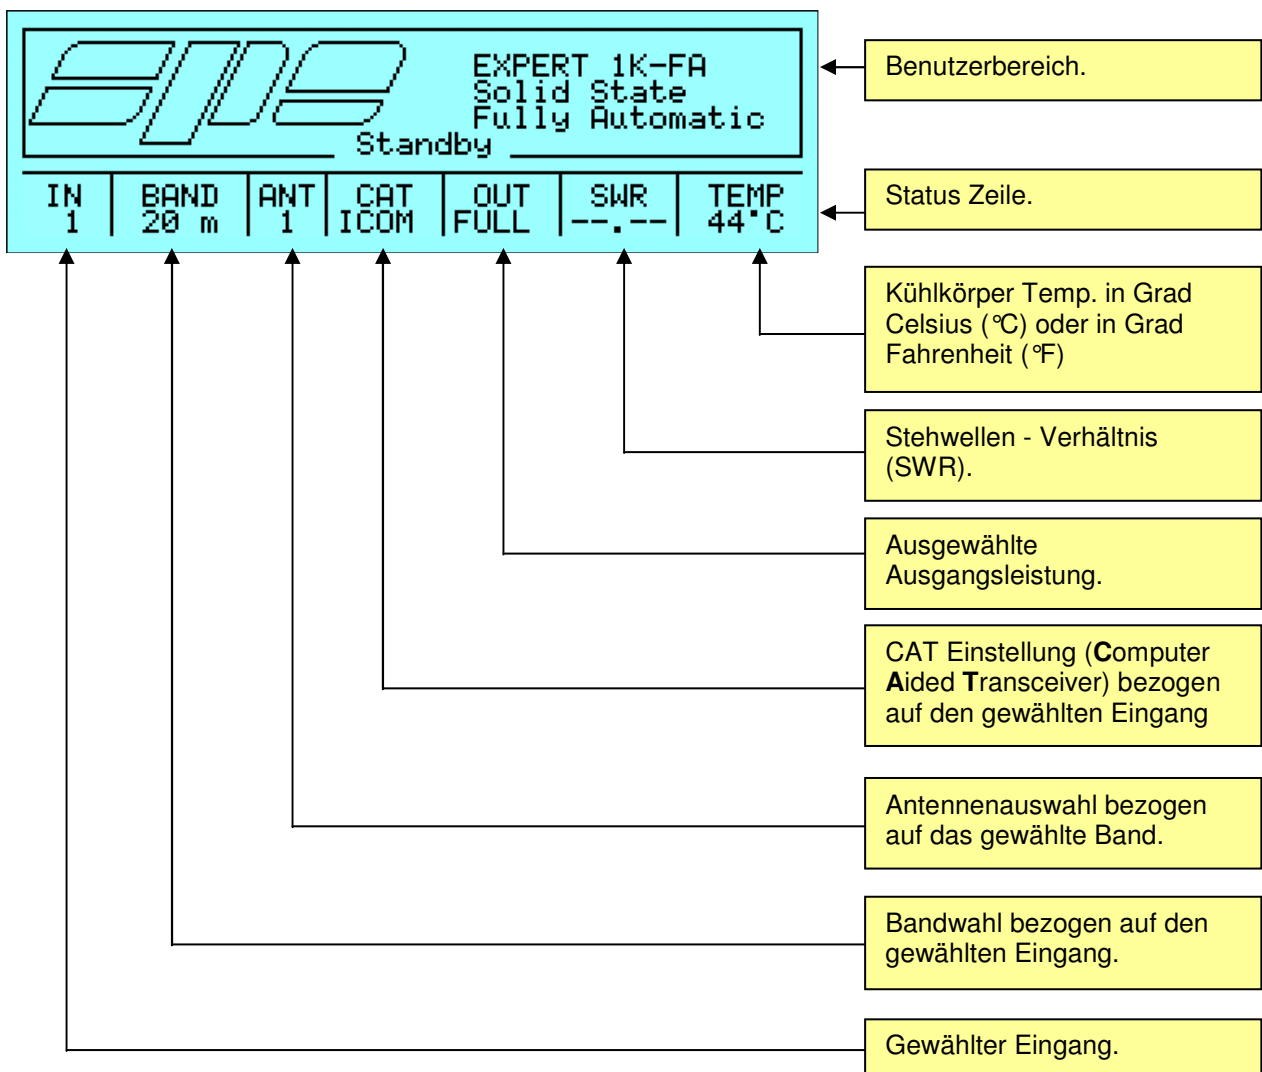 spe
EXPERT 1K-FA
Solid State
Fully Automatic
Standby
IN BAND ANT CAT OUT SWR TEMP
1 20 m 1 ICOM FULL --.-- 44°C
Benutzerbereich.
Status Zeile.
Kühlkörper Temp. in Grad
Celsius (°C) oder in Grad
Fahrenheit (°F)
Stehwellen - Verhältnis
(SWR).
Ausgewählte
Ausgangsleistung.
CAT Einstellung (Computer
Aided Transceiver) bezogen
auf den gewählten Eingang
Antennenauswahl bezogen
auf das gewählte Band.
Bandwahl bezogen auf den
gewählten Eingang.
Gewählter Eingang.